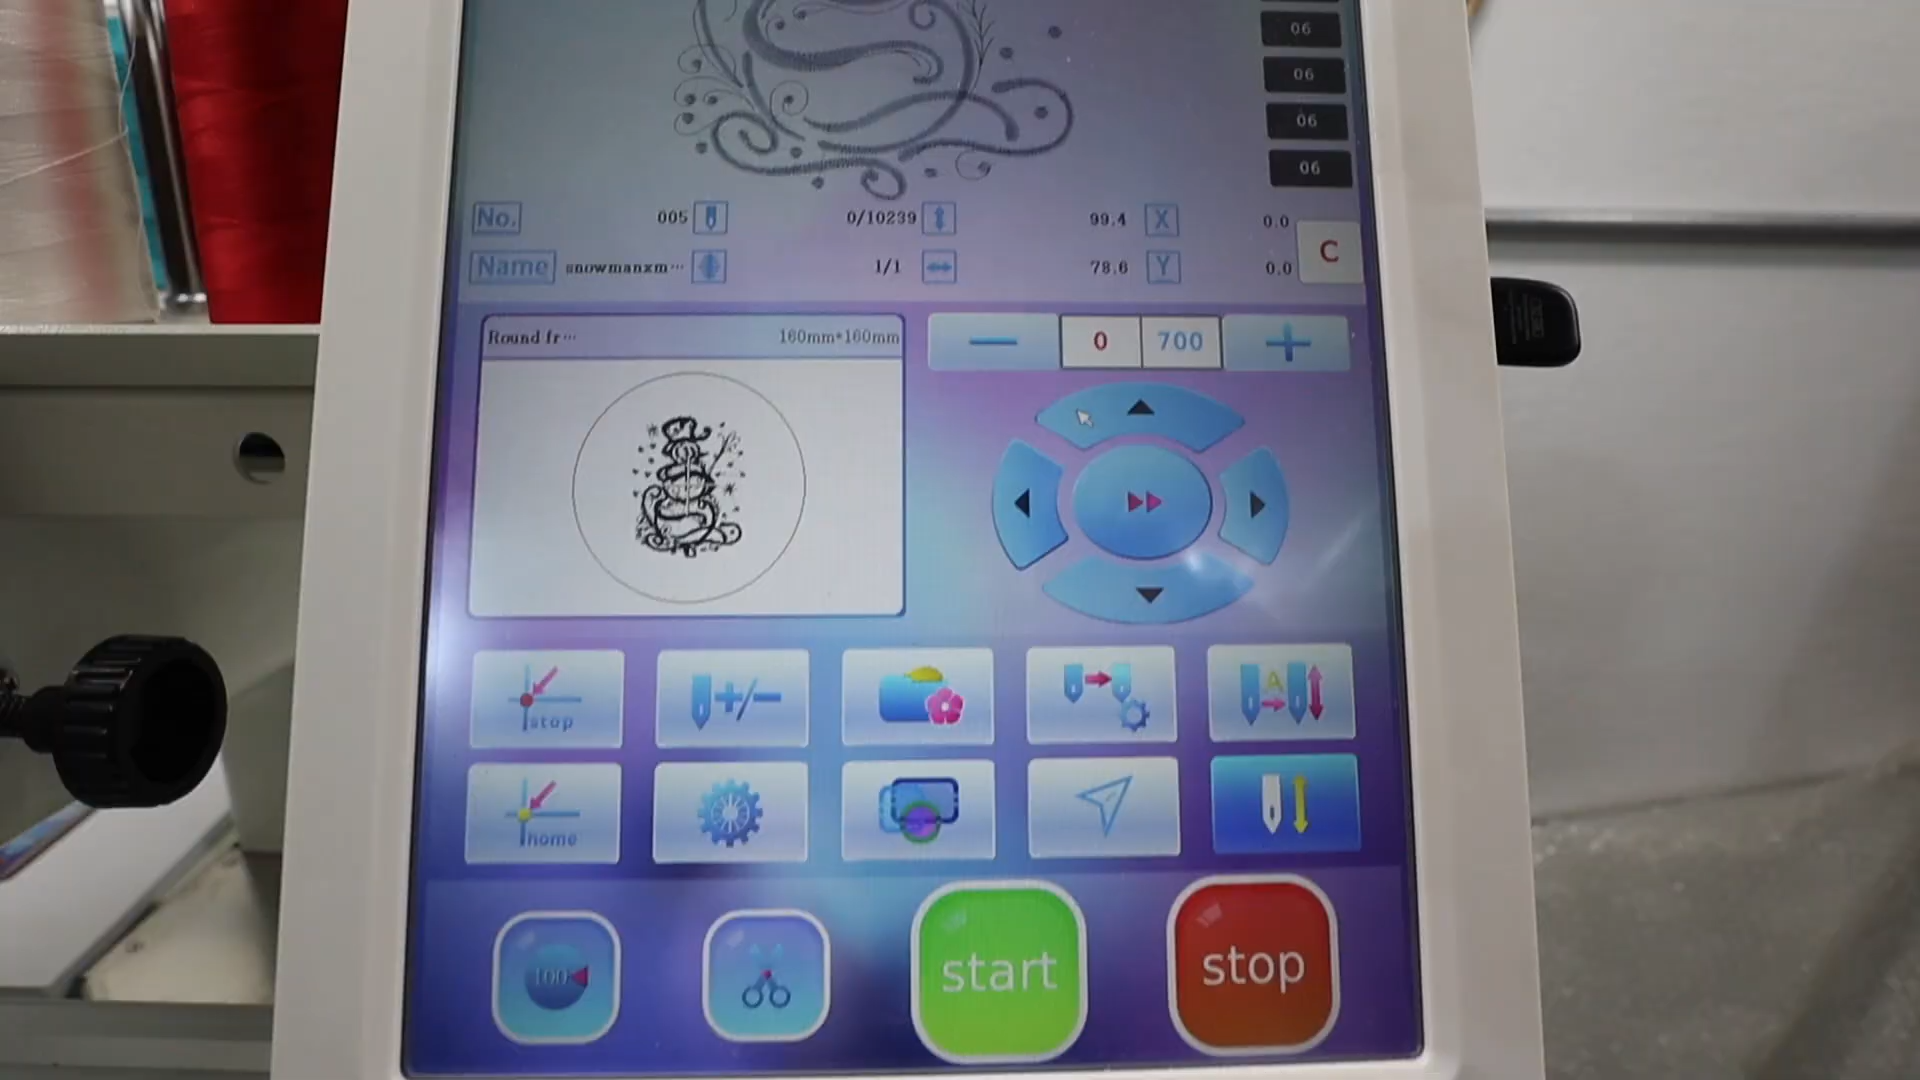 06
06
06
06
No. 005 0/10239 99.4 X 0.0
C
Name snowmanxm··· 1/1 78.6 Y 0.0
Round fr··· 160mm*160mm
0 700
stop
A
home
100
start
stop